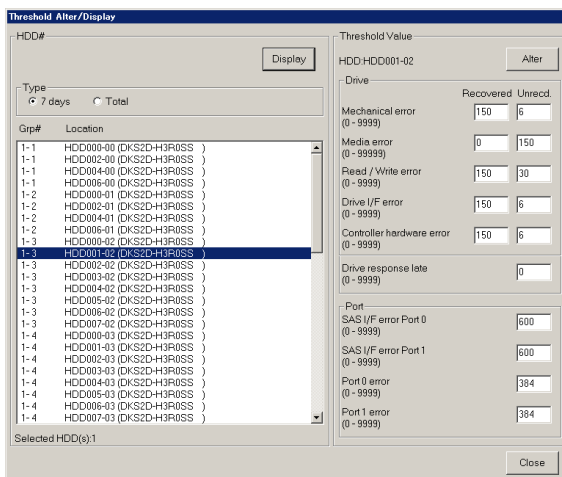 Threshold Alter/Display
HDD#
Display
Type
7 days Total
Grp# Location
1-1 HDD000-00 (DKS2D-H3R0SS )
1-1 HDD002-00 (DKS2D-H3R0SS )
1-1 HDD004-00 (DKS2D-H3R0SS )
1-1 HDD006-00 (DKS2D-H3R0SS )
1-2 HDD000-01 (DKS2D-H3R0SS )
1-2 HDD002-01 (DKS2D-H3R0SS )
1-2 HDD004-01 (DKS2D-H3R0SS )
1-2 HDD006-01 (DKS2D-H3R0SS )
1-3 HDD000-02 (DKS2D-H3R0SS )
1-3 HDD001-02 (DKS2D-H3R0SS )
1-3 HDD002-02 (DKS2D-H3R0SS )
1-3 HDD003-02 (DKS2D-H3R0SS )
1-3 HDD004-02 (DKS2D-H3R0SS )
1-3 HDD005-02 (DKS2D-H3R0SS )
1-3 HDD006-02 (DKS2D-H3R0SS )
1-3 HDD007-02 (DKS2D-H3R0SS )
1-4 HDD000-03 (DKS2D-H3R0SS )
1-4 HDD001-03 (DKS2D-H3R0SS )
1-4 HDD002-03 (DKS2D-H3R0SS )
1-4 HDD003-03 (DKS2D-H3R0SS )
1-4 HDD004-03 (DKS2D-H3R0SS )
1-4 HDD005-03 (DKS2D-H3R0SS )
1-4 HDD006-03 (DKS2D-H3R0SS )
1-4 HDD007-03 (DKS2D-H3R0SS )
Selected HDD(s):1
Threshold Value
HDD:HDD001-02 Alter
Drive
Recovered Unrecd.
Mechanical error 150 6
(0 - 9999)
Media error 0 150
(0 - 99999)
Read / Write error 150 30
(0 - 9999)
Drive I/F error 150 6
(0 - 9999)
Controller hardware error 150 6
(0 - 9999)
Drive response late 0
(0 - 9999)
Port
SAS I/F error Port 0 600
(0 - 9999)
SAS I/F error Port 1 600
(0 - 9999)
Port 0 error 384
(0 - 9999)
Port 1 error 384
(0 - 9999)
Close